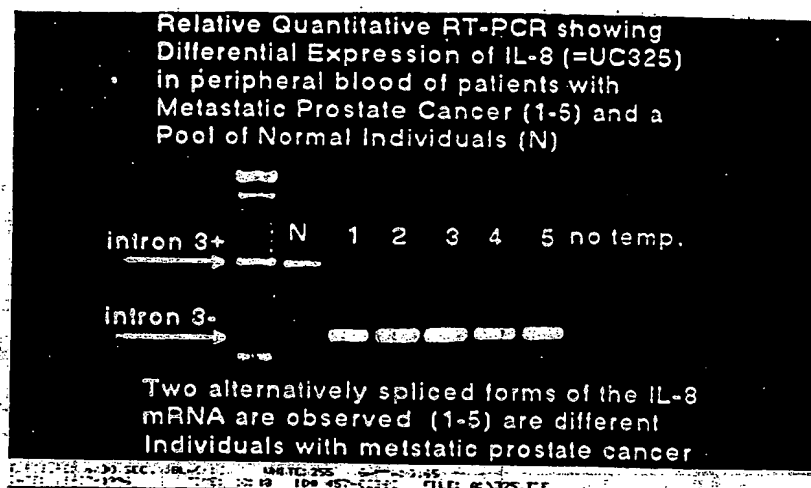 Relative Quantitative RT-PCR showing
Differential Expression of IL-8 (=UC325)
in peripheral blood of patients with
Metastatic Prostate Cancer (1-5) and a
Pool of Normal Individuals (N)
N 1 2 3 4 5 no temp.
intron 3+
intron 3-
Two alternatively spliced forms of the IL-8
mRNA are observed (1-5) are different
Individuals with metstatic prostate cancer